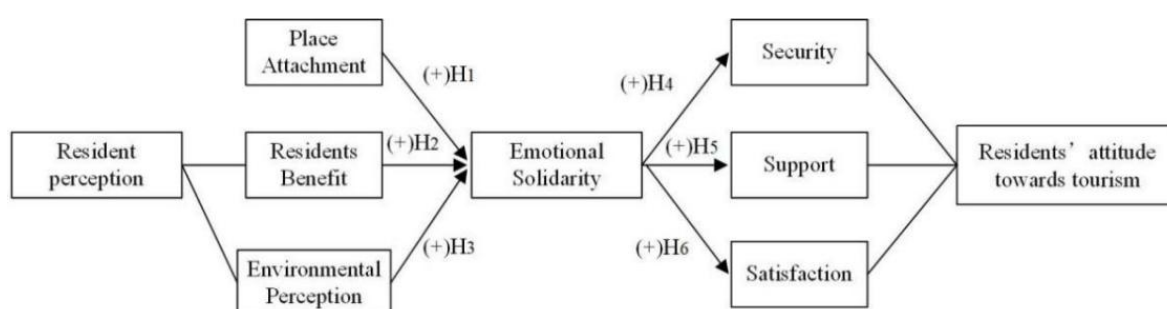 Place
Attachment
(+)H1
Resident
perception
Residents
Benefit
(+)H2
Environmental
Perception
(+)H3
Emotional
Solidarity
(+)H4
(+)H5
(+)H6
Security
Support
Satisfaction
Residents’ attitude
towards tourism